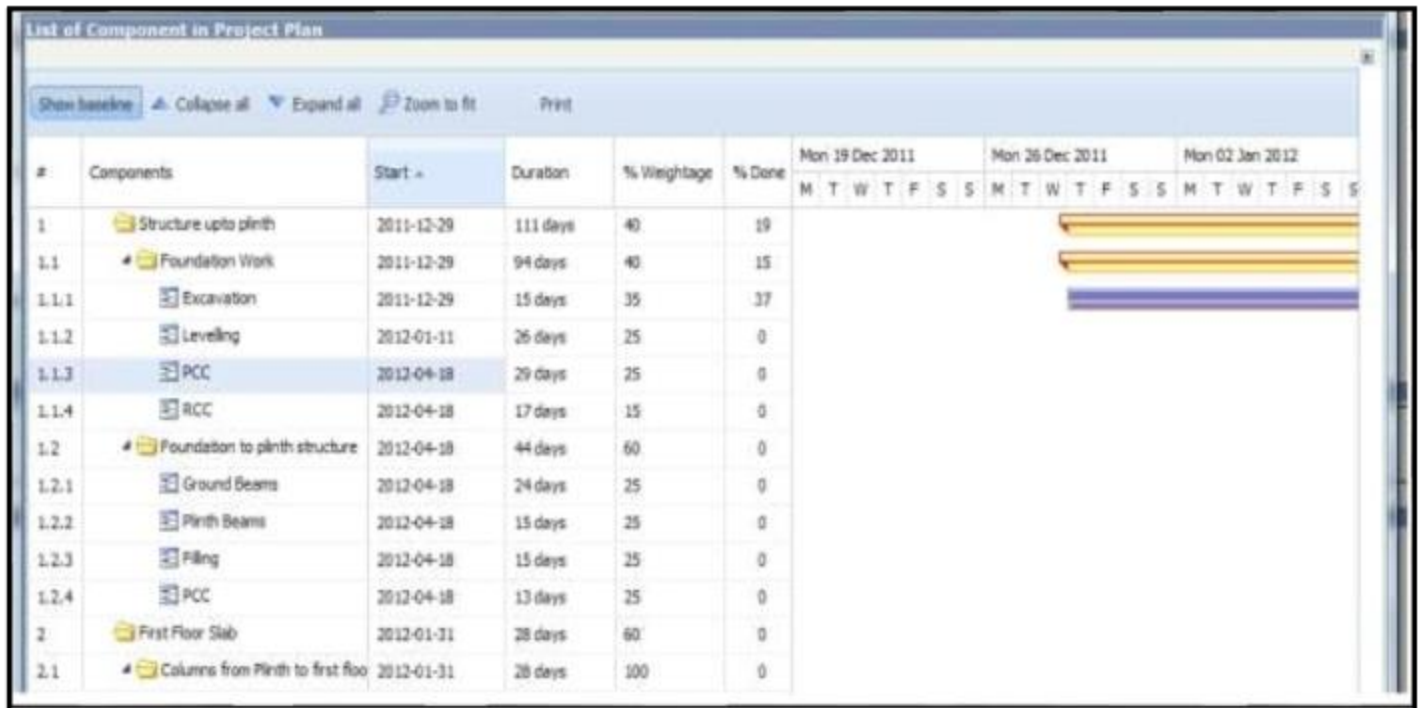 List of Component in Project Plan
Show baseline Collapse all Expand all Zoom to fit Print
# Components Start Duration % Weightage % Done Mon 19 Dec 2011 Mon 26 Dec 2011 Mon 02 Jan 2012
M T W T F S S M T W T F S S M T W T F S S
1 Structure upto plinth 2011-12-29 111 days 40 19
1.1 Foundation Work 2011-12-29 94 days 40 15
1.1.1 Excavation 2011-12-29 15 days 35 37
1.1.2 Levelling 2012-01-11 26 days 25 0
1.1.3 PCC 2012-04-18 29 days 25 0
1.1.4 RCC 2012-04-18 17 days 15 0
1.2 Foundation to plinth structure 2012-04-18 44 days 60 0
1.2.1 Ground Beams 2012-04-18 24 days 25 0
1.2.2 Plinth Beams 2012-04-18 15 days 25 0
1.2.3 Filling 2012-04-18 15 days 25 0
1.2.4 PCC 2012-04-18 13 days 25 0
2 First Floor Slab 2012-01-31 28 days 60 0
2.1 Columns from Plinth to first floo 2012-01-31 28 days 100 0